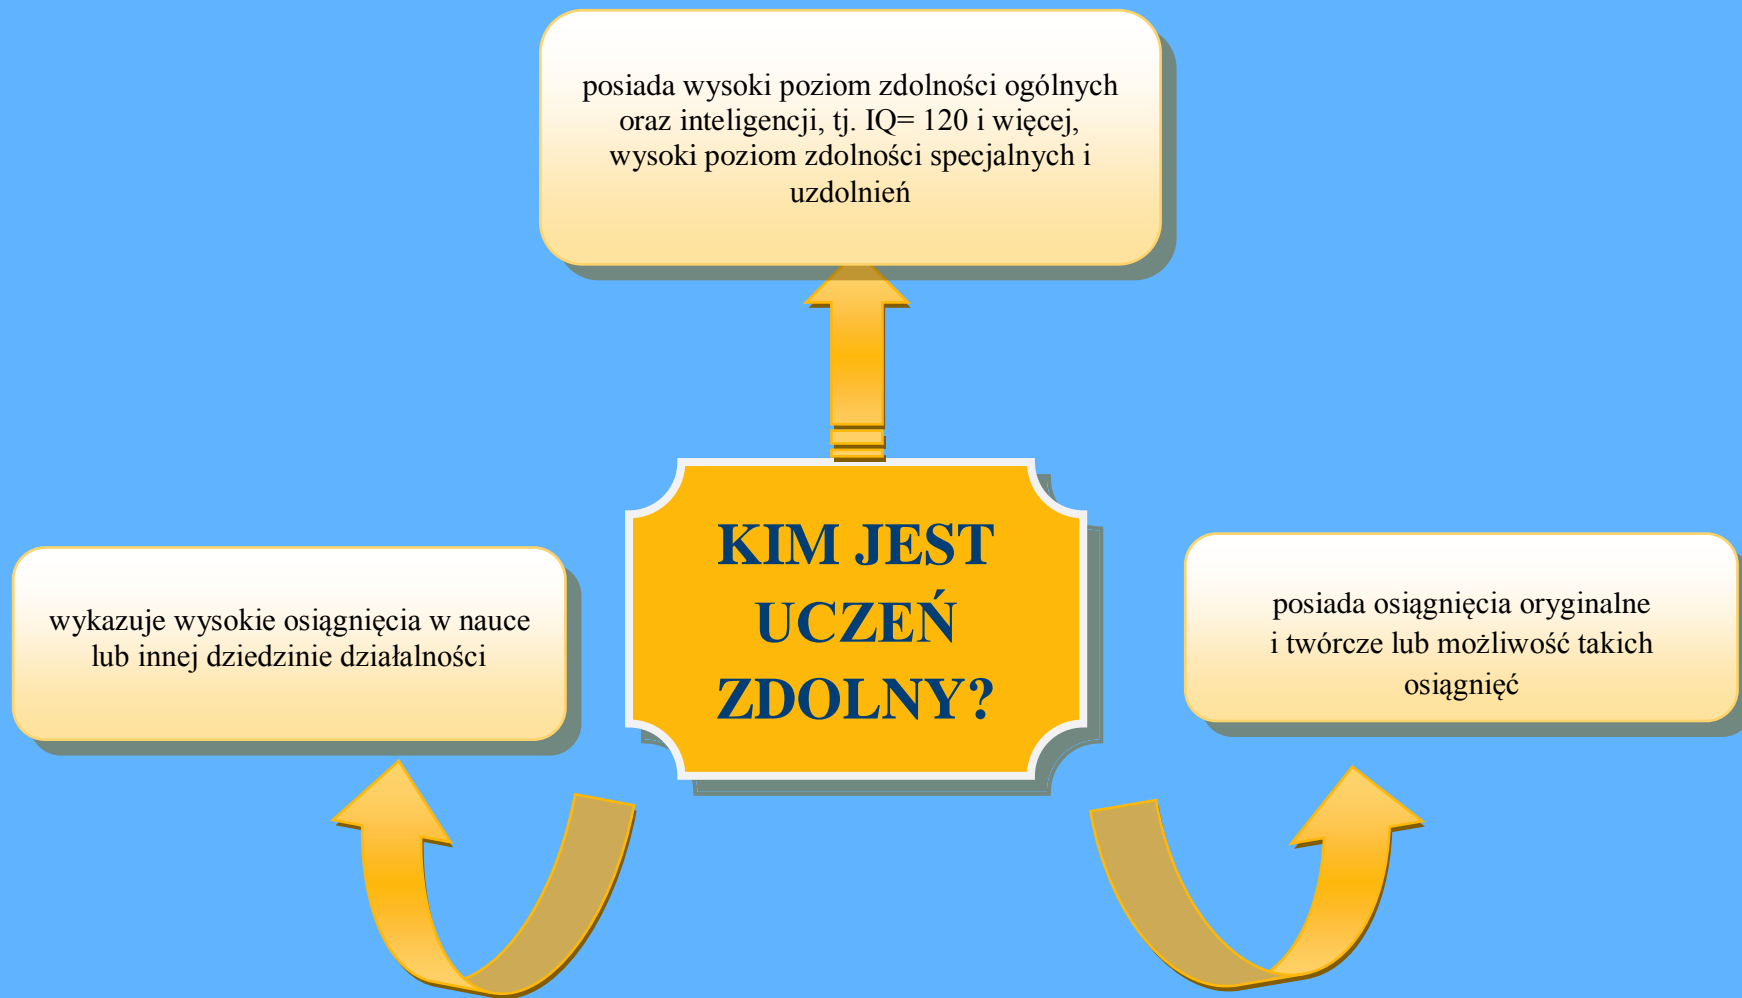 posiada wysoki poziom zdolności ogólnych
oraz inteligencji, tj. IQ= 120 i więcej,
wysoki poziom zdolności specjalnych i
uzdolnień
KIM JEST
UCZEŃ
ZDOLNY?
wykazuje wysokie osiągnięcia w nauce
lub innej dziedzinie działalności
posiada osiągnięcia oryginalne
i twórcze lub możliwość takich
osiągnięć